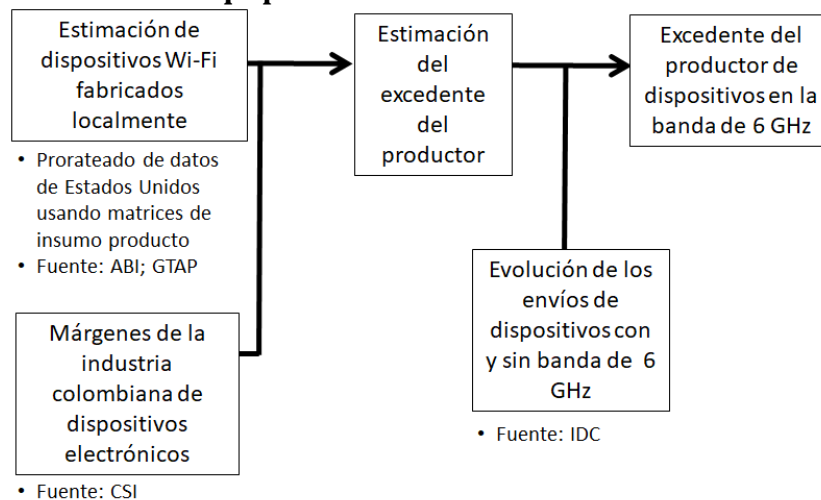 Estimación de
dispositivos Wi-Fi
fabricados
localmente
• Prorateado de datos
de Estados Unidos
usando matrices de
insumo producto
• Fuente: ABI; GTAP
Márgenes de la
industria
colombiana de
dispositivos
electrónicos
• Fuente: CSI
Estimación
del
excedente
del
productor
Evolución de los
envíos de
dispositivos con
y sin banda de 6
GHz
• Fuente: IDC
Excedente del
productor de
dispositivos en la
banda de 6 GHz